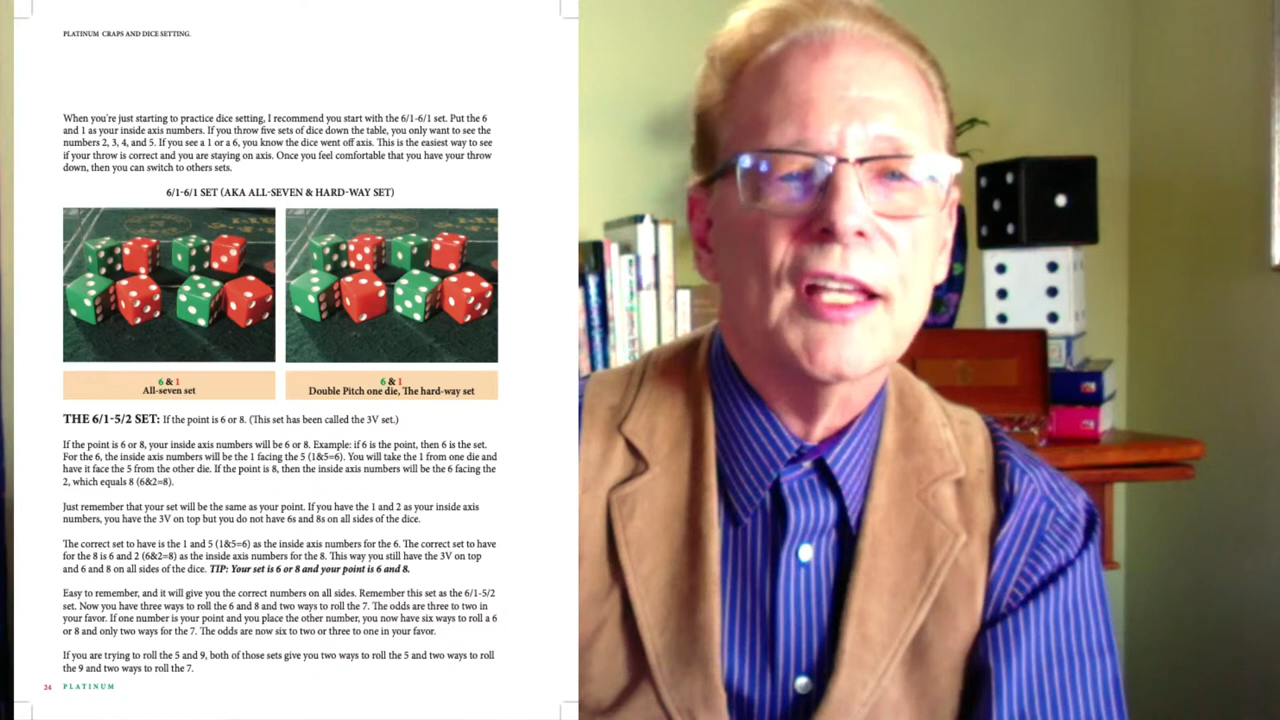 PLATINUM CRAPS AND DICE SETTING.
When you're just starting to practice dice setting, I recommend you start with the 6/1-6/1 set. Put the 6
and 1 as your inside axis numbers. If you throw five sets of dice down the table, you only want to see the
numbers 2, 3, 4, and 5. If you see a 1 or a 6, you know the dice went off axis. This is the easiest way to see
if your throw is correct and you are staying on axis. Once you feel comfortable that you have your throw
down, then you can switch to others sets.
6/1-6/1 SET (AKA ALL-SEVEN & HARD-WAY SET)
6 & 1
All-seven set
6 & 1
Double Pitch one die, The hard-way set
THE 6/1-5/2 SET: If the point is 6 or 8. (This set has been called the 3V set.)
If the point is 6 or 8, your inside axis numbers will be 6 or 8. Example: if 6 is the point, then 6 is the set.
For the 6, the inside axis numbers will be the 1 facing the 5 (1&5=6). You will take the 1 from one die and
have it face the 5 from the other die. If the point is 8, then the inside axis numbers will be the 6 facing the
2, which equals 8 (6&2=8).
Just remember that your set will be the same as your point. If you have the 1 and 2 as your inside axis
numbers, you have the 3V on top but you do not have 6s and 8s on all sides of the dice.
The correct set to have is the 1 and 5 (1&5=6) as the inside axis numbers for the 6. The correct set to have
for the 8 is 6 and 2 (6&2=8) as the inside axis numbers for the 8. This way you still have the 3V on top
and 6 and 8 on all sides of the dice. TIP: Your set is 6 or 8 and your point is 6 and 8.
Easy to remember, and it will give you the correct numbers on all sides. Remember this set as the 6/1-5/2
set. Now you have three ways to roll the 6 and 8 and two ways to roll the 7. The odds are three to two in
your favor. If one number is your point and you place the other number, you now have six ways to roll a 6
or 8 and only two ways for the 7. The odds are now six to two or three to one in your favor.
If you are trying to roll the 5 and 9, both of those sets give you two ways to roll the 5 and two ways to roll
the 9 and two ways to roll the 7.
24 PLATINUM